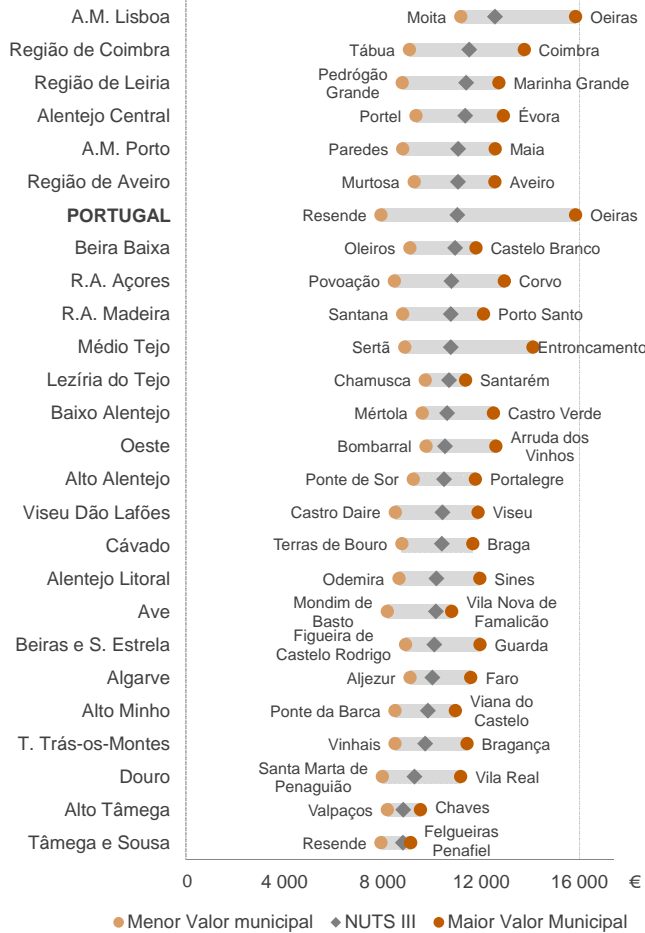 A.M. Lisboa Moita Oeiras
Região de Coimbra Tábua Coimbra
Região de Leiria Pedrógão Grande Marinha Grande
Alentejo Central Portel Évora
A.M. Porto Paredes Maia
Região de Aveiro Murtosa Aveiro
PORTUGAL Resende Oeiras
Beira Baixa Oleiros Castelo Branco
R.A. Açores Povoação Corvo
R.A. Madeira Santana Porto Santo
Médio Tejo Sertã Entroncamento
Lezíria do Tejo Chamusca Santarém
Baixo Alentejo Mértola Castro Verde
Oeste Bombarral Arruda dos Vinhos
Alto Alentejo Ponte de Sor Portalegre
Viseu Dão Lafões Castro Daire Viseu
Cávado Terras de Bouro Braga
Alentejo Litoral Odemira Sines
Ave Mondim de Basto Vila Nova de Famalicão
Beiras e S. Estrela Figueira de Castelo Rodrigo Guarda
Algarve Aljezur Faro
Alto Minho Ponte da Barca Viana do Castelo
T. Trás-os-Montes Vinhais Bragança
Douro Santa Marta de Penaguião Vila Real
Alto Tâmega Valpaços Chaves
Tâmega e Sousa Resende Felgueiras Penafiel
0 4 000 8 000 12 000 16 000 €
Menor Valor municipal NUTS III Maior Valor Municipal